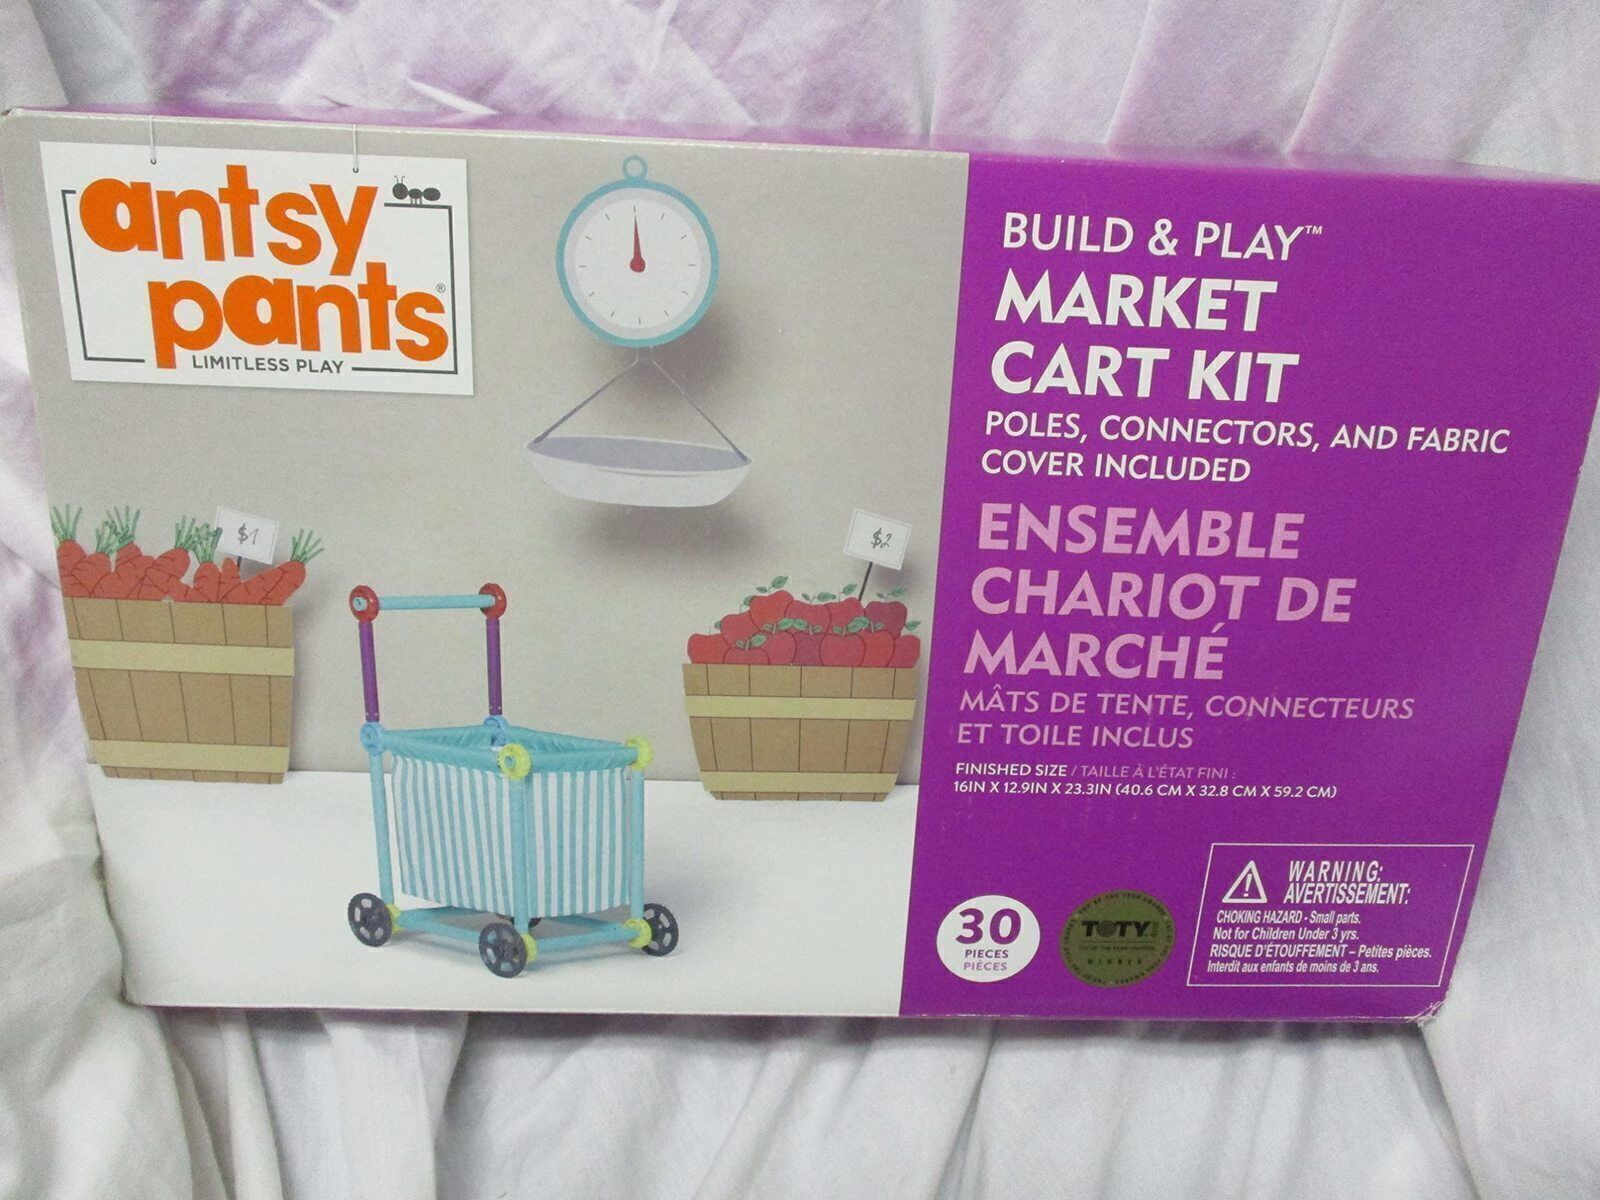 antsy
pants®
LIMITLESS PLAY
$1
$2
BUILD & PLAY™
MARKET
CART KIT
POLES, CONNECTORS, AND FABRIC
COVER INCLUDED
ENSEMBLE
CHARIOT DE
MARCHÉ
MÂTS DE TENTE, CONNECTEURS
ET TOILE INCLUS
FINISHED SIZE / TAILLE À L'ÉTAT FINI :
16IN X 12.9IN X 23.3IN (40.6 CM X 32.8 CM X 59.2 CM)
30
PIECES
PIÈCES
TOTY
WINNER
WARNING:
AVERTISSEMENT:
CHOKING HAZARD - Small parts.
Not for Children Under 3 yrs.
RISQUE D'ÉTOUFFEMENT – Petites pièces.
Interdit aux enfants de moins de 3 ans.